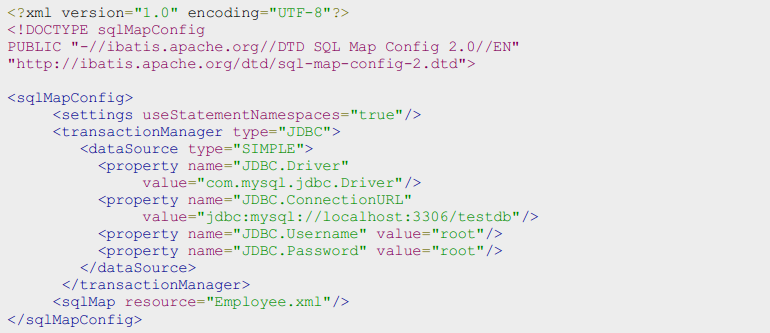 <?xml version="1.0" encoding="UTF-8"?>
<!DOCTYPE sqlMapConfig
PUBLIC "-//ibatis.apache.org//DTD SQL Map Config 2.0//EN"
"http://ibatis.apache.org/dtd/sql-map-config-2.dtd">

<sqlMapConfig>
     <settings useStatementNamespaces="true"/>
     <transactionManager type="JDBC">
        <dataSource type="SIMPLE">
          <property name="JDBC.Driver"
               value="com.mysql.jdbc.Driver"/>
          <property name="JDBC.ConnectionURL"
               value="jdbc:mysql://localhost:3306/testdb"/>
          <property name="JDBC.Username" value="root"/>
          <property name="JDBC.Password" value="root"/>
        </dataSource>
      </transactionManager>
     <sqlMap resource="Employee.xml"/>
</sqlMapConfig>